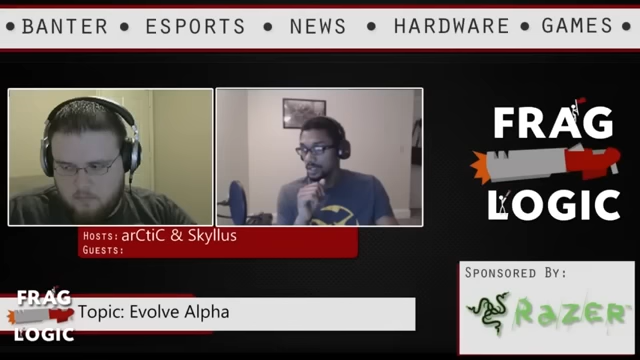 • BANTER • ESPORTS • NEWS • HARDWARE • GAMES •
FRAG
LOGIC
HOSTS: arCtiC & Skyllus
GUESTS:
SPONSORED BY:
RAZER
FRAG
LOGIC
Topic: Evolve Alpha